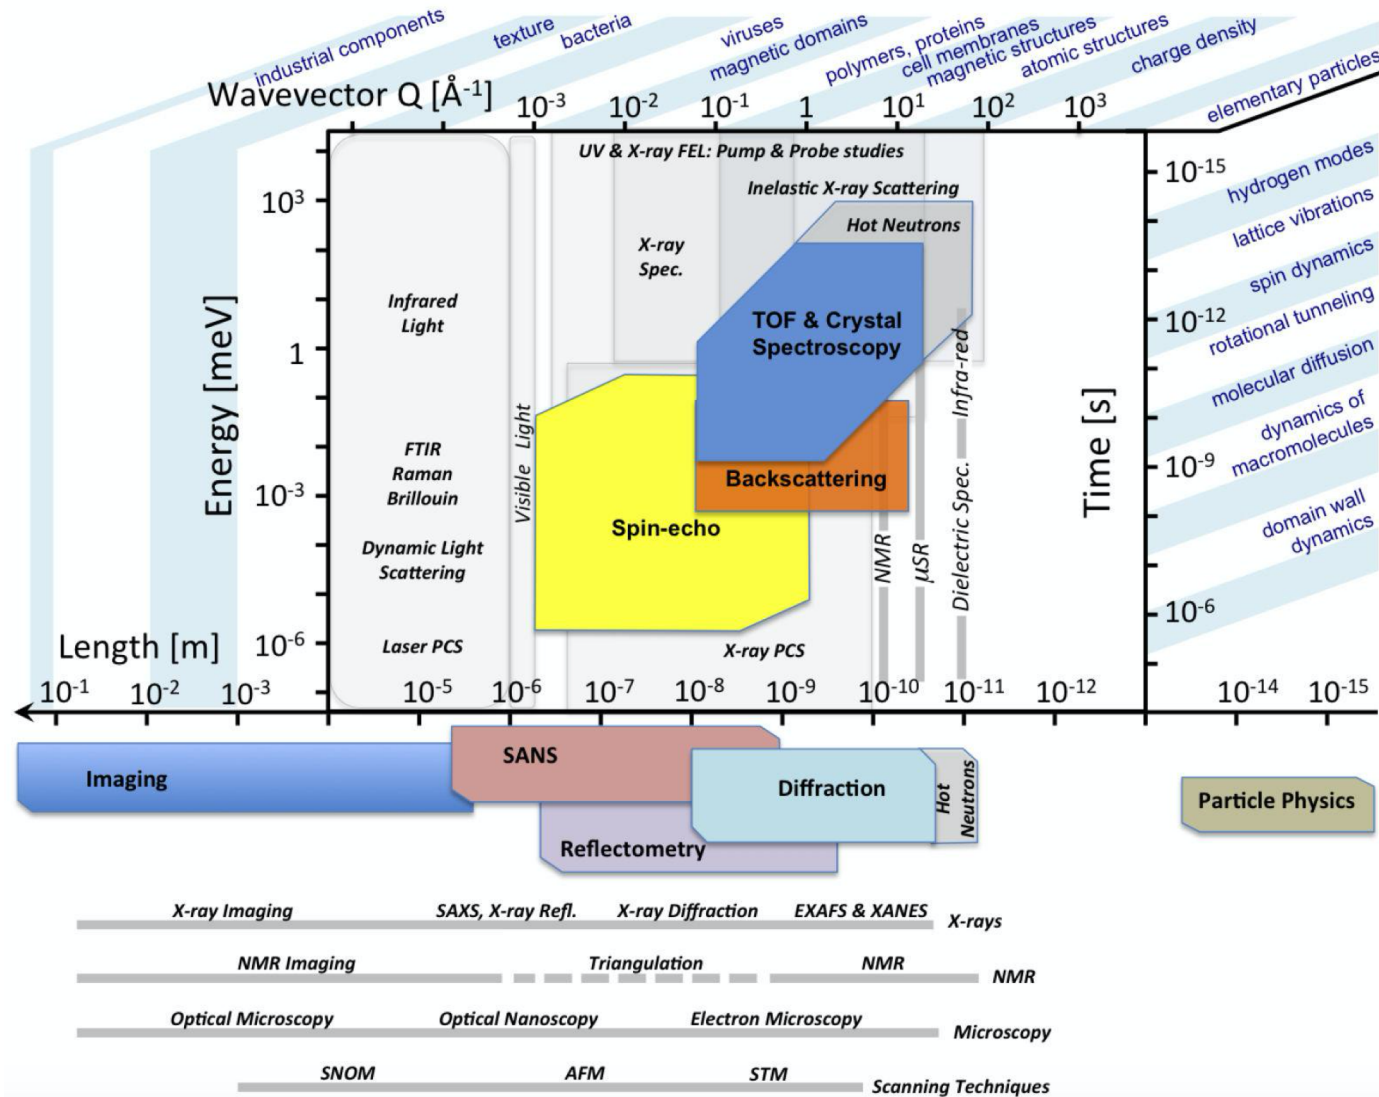 industrial components
texture
bacteria
viruses
magnetic domains
polymers, proteins
cell membranes
magnetic structures
atomic structures
charge density
elementary particles
Wavevector Q [Å-1]
10-3 10-2 10-1 1 101 102 103
UV & X-ray FEL: Pump & Probe studies
Inelastic X-ray Scattering
Hot Neutrons
X-ray
Spec.
TOF & Crystal
Spectroscopy
Infrared
Light
Energy [meV]
103
1
10-3
10-6
FTIR
Raman
Brillouin
Dynamic Light
Scattering
Laser PCS
Visible Light
Spin-echo
Backscattering
X-ray PCS
NMR
μSR
Dielectric Spec. Infra-red
Time [s]
10-15
10-12
10-9
10-6
hydrogen modes
lattice vibrations
spin dynamics
rotational tunneling
molecular diffusion
dynamics of
macromolecules
domain wall
dynamics
Length [m]
10-1 10-2 10-3 10-5 10-6 10-7 10-8 10-9 10-10 10-11 10-12 10-14 10-15
Imaging
SANS
Diffraction
Hot
Neutrons
Particle Physics
Reflectometry
X-ray Imaging SAXS, X-ray Refl. X-ray Diffraction EXAFS & XANES X-rays
NMR Imaging Triangulation NMR NMR
Optical Microscopy Optical Nanoscopy Electron Microscopy Microscopy
SNOM AFM STM Scanning Techniques